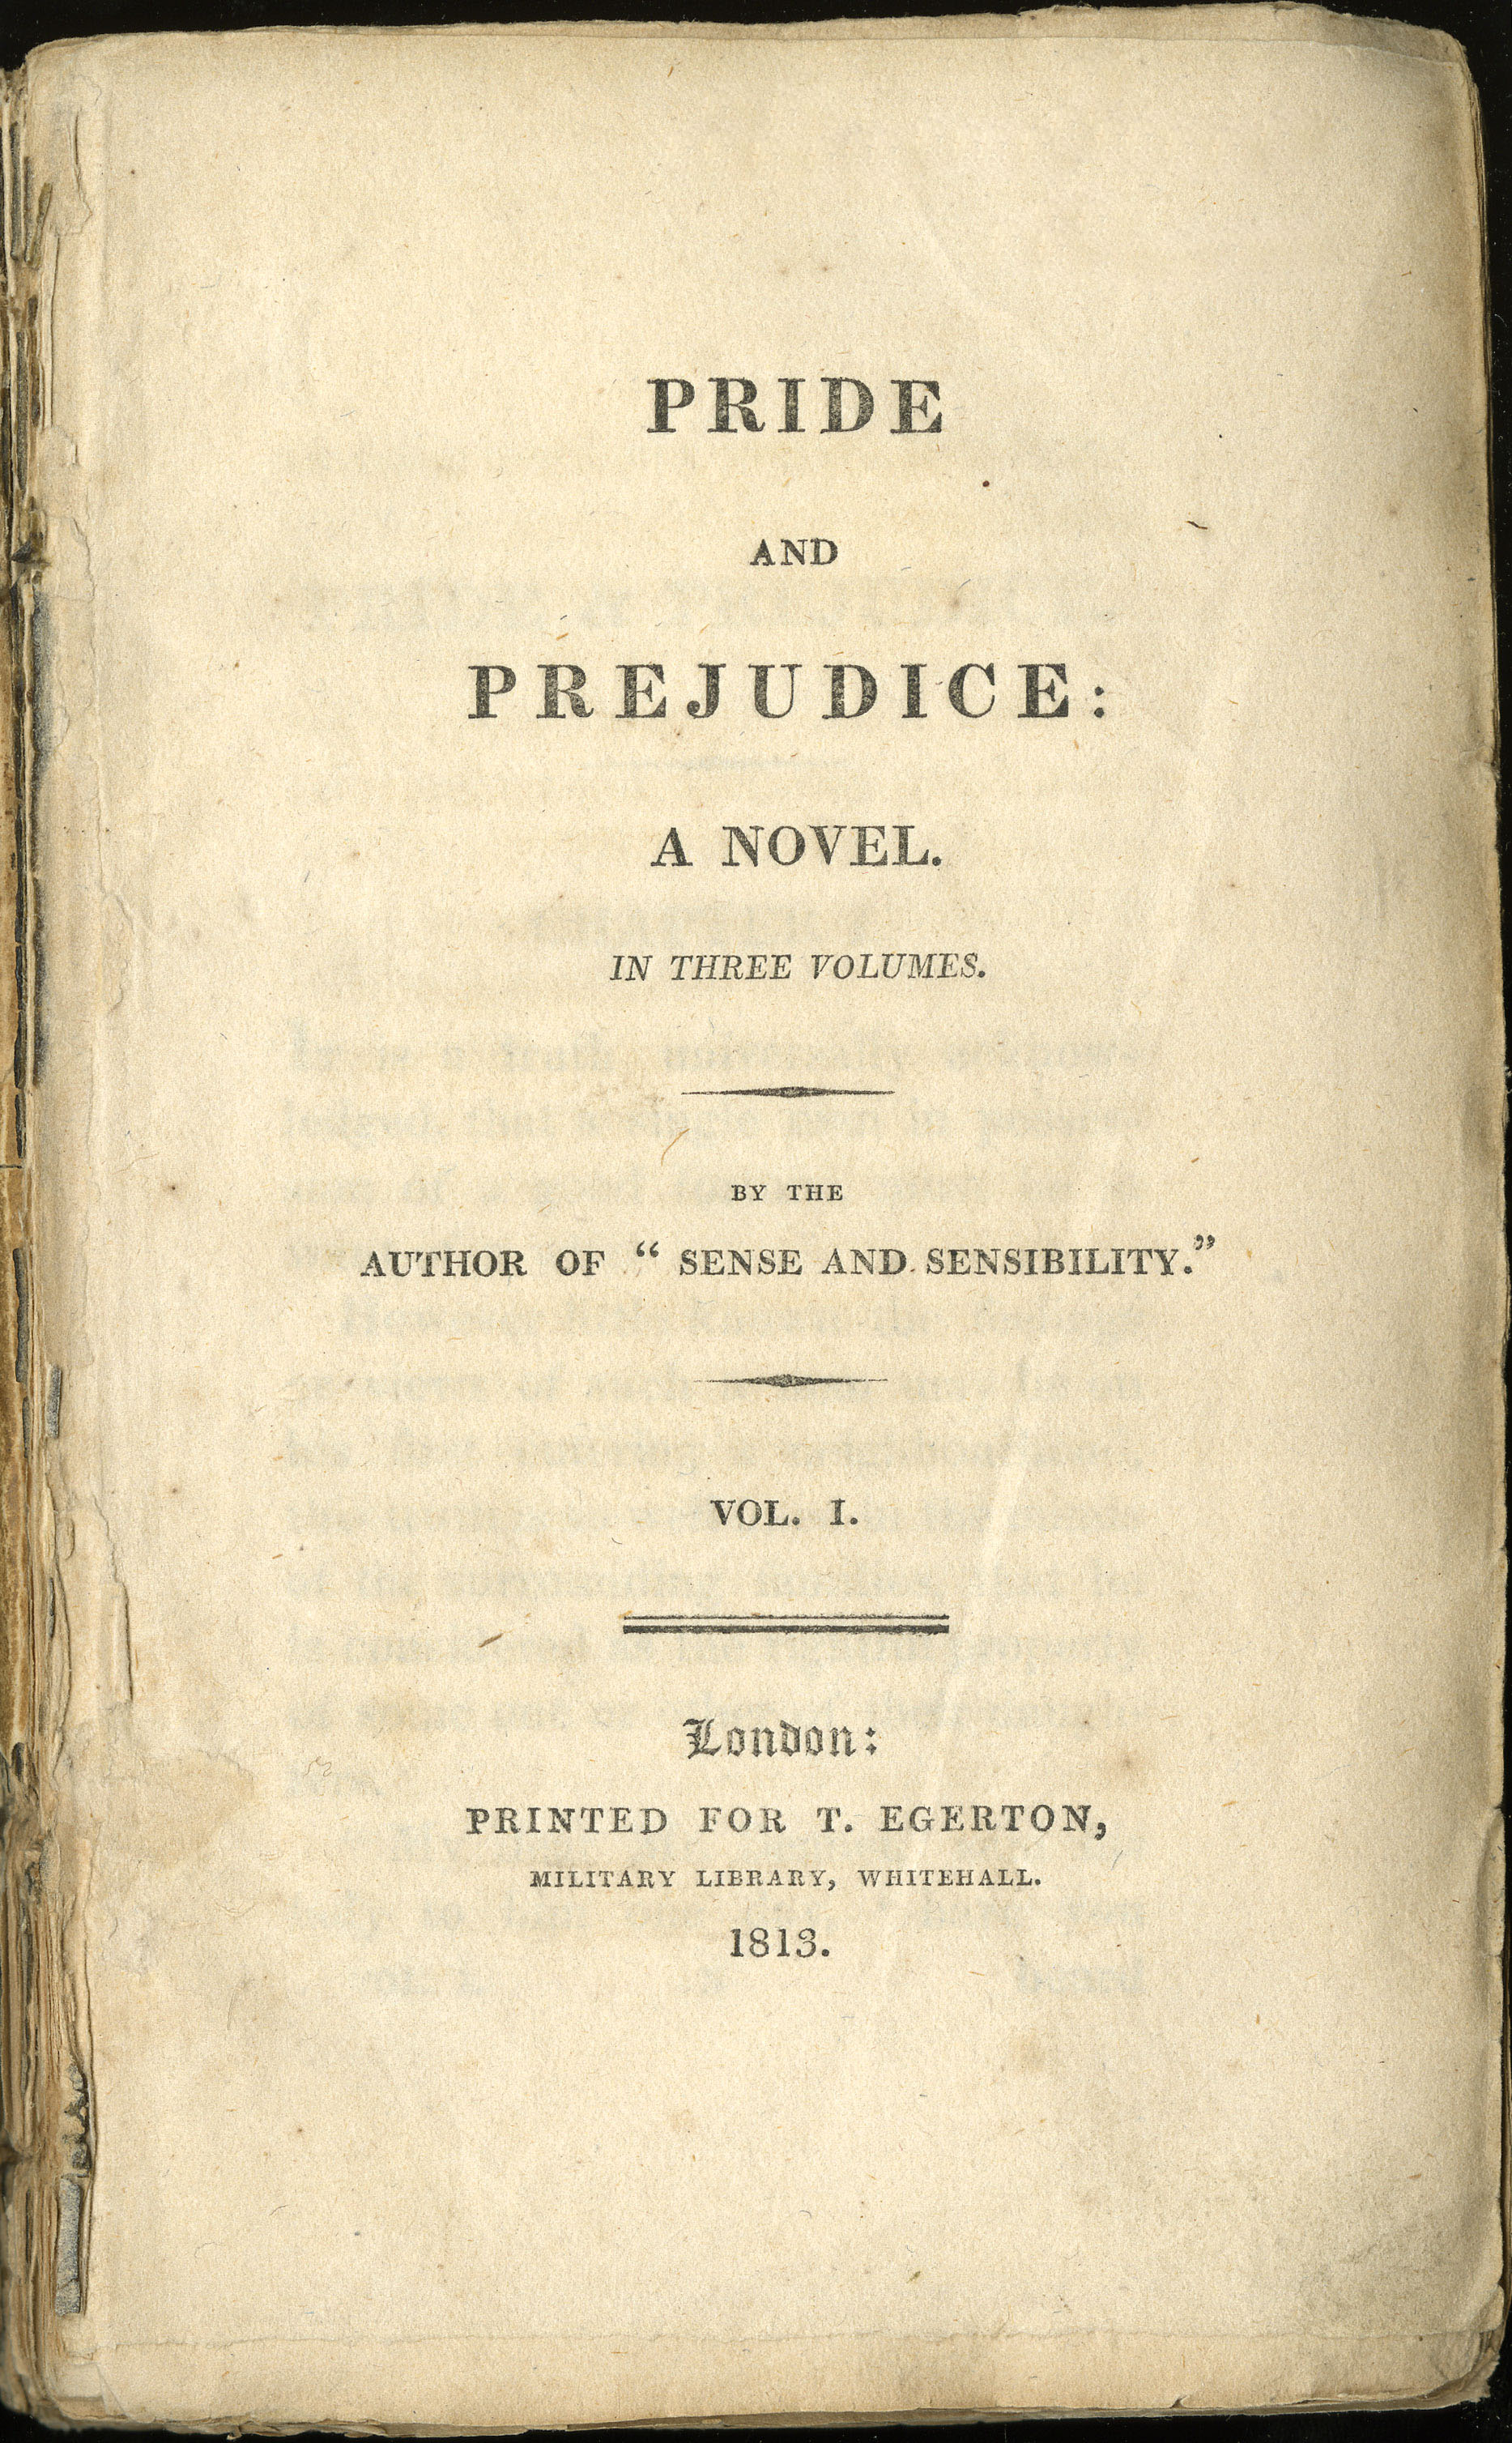 PRIDE
AND
PREJUDICE:
A NOVEL.
IN THREE VOLUMES.
BY THE
AUTHOR OF “ SENSE AND SENSIBILITY.”
VOL. I.
London:
PRINTED FOR T. EGERTON,
MILITARY LIBRARY, WHITEHALL.
1813.